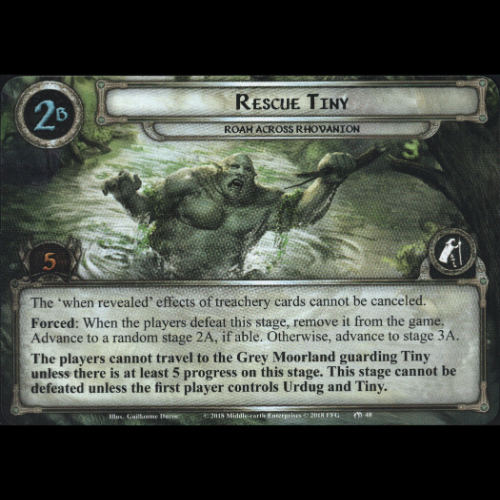 2B
RESCUE TINY
ROAM ACROSS RHOVANION
5
The 'when revealed' effects of treachery cards cannot be canceled.
Forced: When the players defeat this stage, remove it from the game.
Advance to a random stage 2A, if able. Otherwise, advance to stage 3A.
The players cannot travel to the Grey Moorland guarding Tiny
unless there is at least 5 progress on this stage. This stage cannot be
defeated unless the first player controls Urdug and Tiny.
Illus. Guillaume Ducos © 2018 Middle-earth Enterprises © 2018 FFG 48